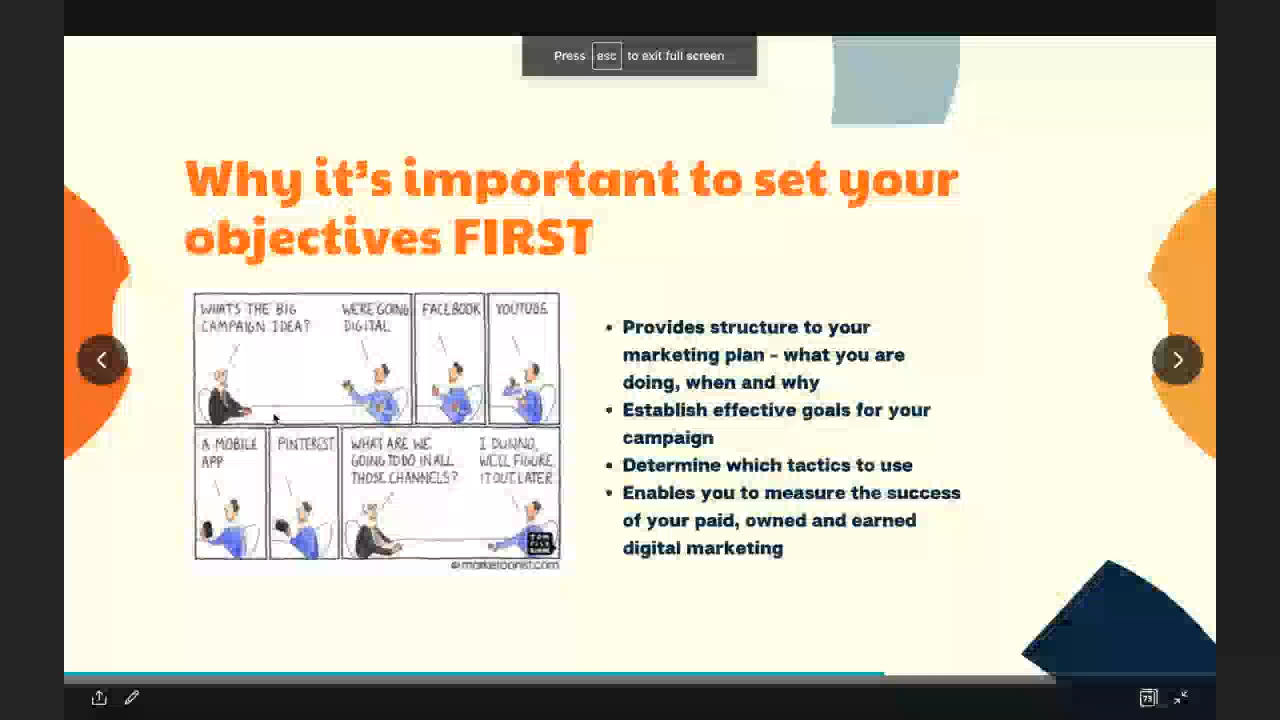 Press esc to exit full screen
Why it's important to set your
objectives FIRST
WHAT'S THE BIG
CAMPAIGN IDEA?
WE'RE GOING
DIGITAL
FACEBOOK
YOUTUBE
A MOBILE
APP
PINTEREST
WHAT ARE WE
GOING TO DO IN ALL
THOSE CHANNELS?
I DUNNO,
WE'LL FIGURE
IT OUT LATER
TOM
FISH
BURNE
© marketoonist.com
• Provides structure to your
marketing plan - what you are
doing, when and why
• Establish effective goals for your
campaign
• Determine which tactics to use
• Enables you to measure the success
of your paid, owned and earned
digital marketing
73